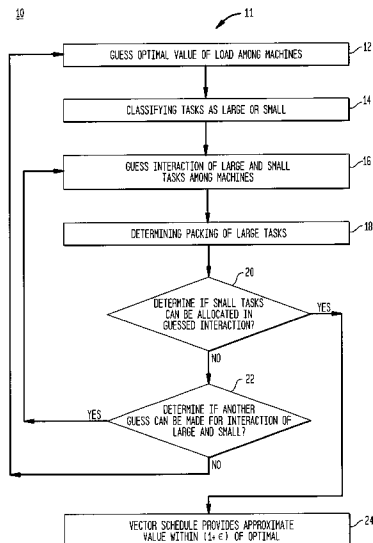 10
11
GUESS OPTIMAL VALUE OF LOAD AMONG MACHINES
12
CLASSIFYING TASKS AS LARGE OR SMALL
14
GUESS INTERACTION OF LARGE AND SMALL
TASKS AMONG MACHINES
16
DETERMINING PACKING OF LARGE TASKS
18
20
DETERMINE IF SMALL TASKS
CAN BE ALLOCATED IN
GUESSED INTERACTION?
YES
NO
22
DETERMINE IF ANOTHER
GUESS CAN BE MADE FOR INTERACTION OF
LARGE AND SMALL?
YES
NO
VECTOR SCHEDULE PROVIDES APPROXIMATE
VALUE WITHIN (1+ϵ) OF OPTIMAL
24